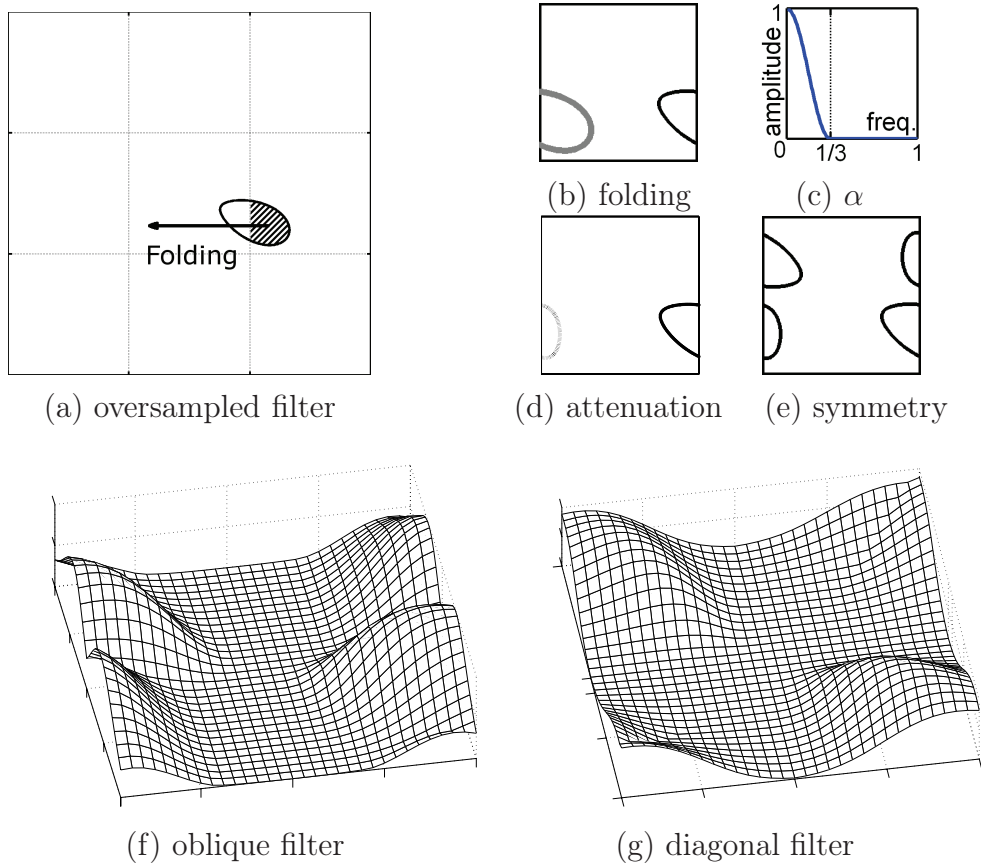 Folding
(a) oversampled filter
(b) folding
1
amplitude
freq.
0
1/3
1
(c) α
(d) attenuation
(e) symmetry
(f) oblique filter
(g) diagonal filter